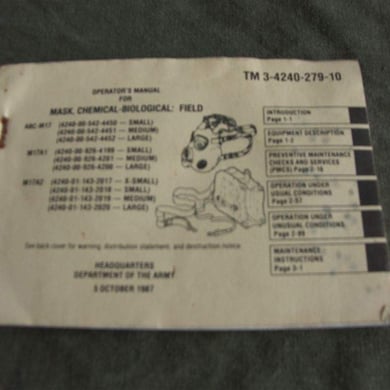 TM 3-4240-279-10
OPERATOR'S MANUAL
FOR
MASK, CHEMICAL-BIOLOGICAL: FIELD
ABC-M17 (4240-00-542-4450 — SMALL)
(4240-00-542-4451 — MEDIUM)
(4240-00-542-4452 — LARGE)
M17A1 (4240-00-926-4199 — SMALL)
(4240-00-926-4201 — MEDIUM)
(4240-00-926-4200 — LARGE)
M17A2 (4240-01-143-2017 — X-SMALL)
(4240-01-143-2018 — SMALL)
(4240-01-143-2019 — MEDIUM)
(4240-01-143-2020 — LARGE)
See back cover for warning, distribution statement, and destruction notice.
HEADQUARTERS
DEPARTMENT OF THE ARMY
5 OCTOBER 1987
INTRODUCTION
Page 1-1
EQUIPMENT DESCRIPTION
Page 1-2
PREVENTIVE MAINTENANCE
CHECKS AND SERVICES
(PMCS) Page 2-16
OPERATION UNDER
USUAL CONDITIONS
Page 2-57
OPERATION UNDER
UNUSUAL CONDITIONS
Page 2-99
MAINTENANCE
INSTRUCTIONS
Page 3-1